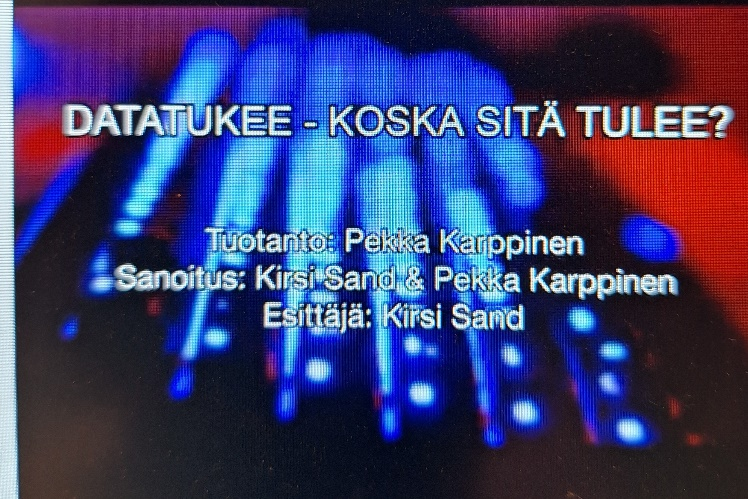 DATATUKEE - KOSKA SITÄ TULEE?
Tuotanto: Pekka Karppinen
Sanoitus: Kirsi Sand & Pekka Karppinen
Esittäjä: Kirsi Sand